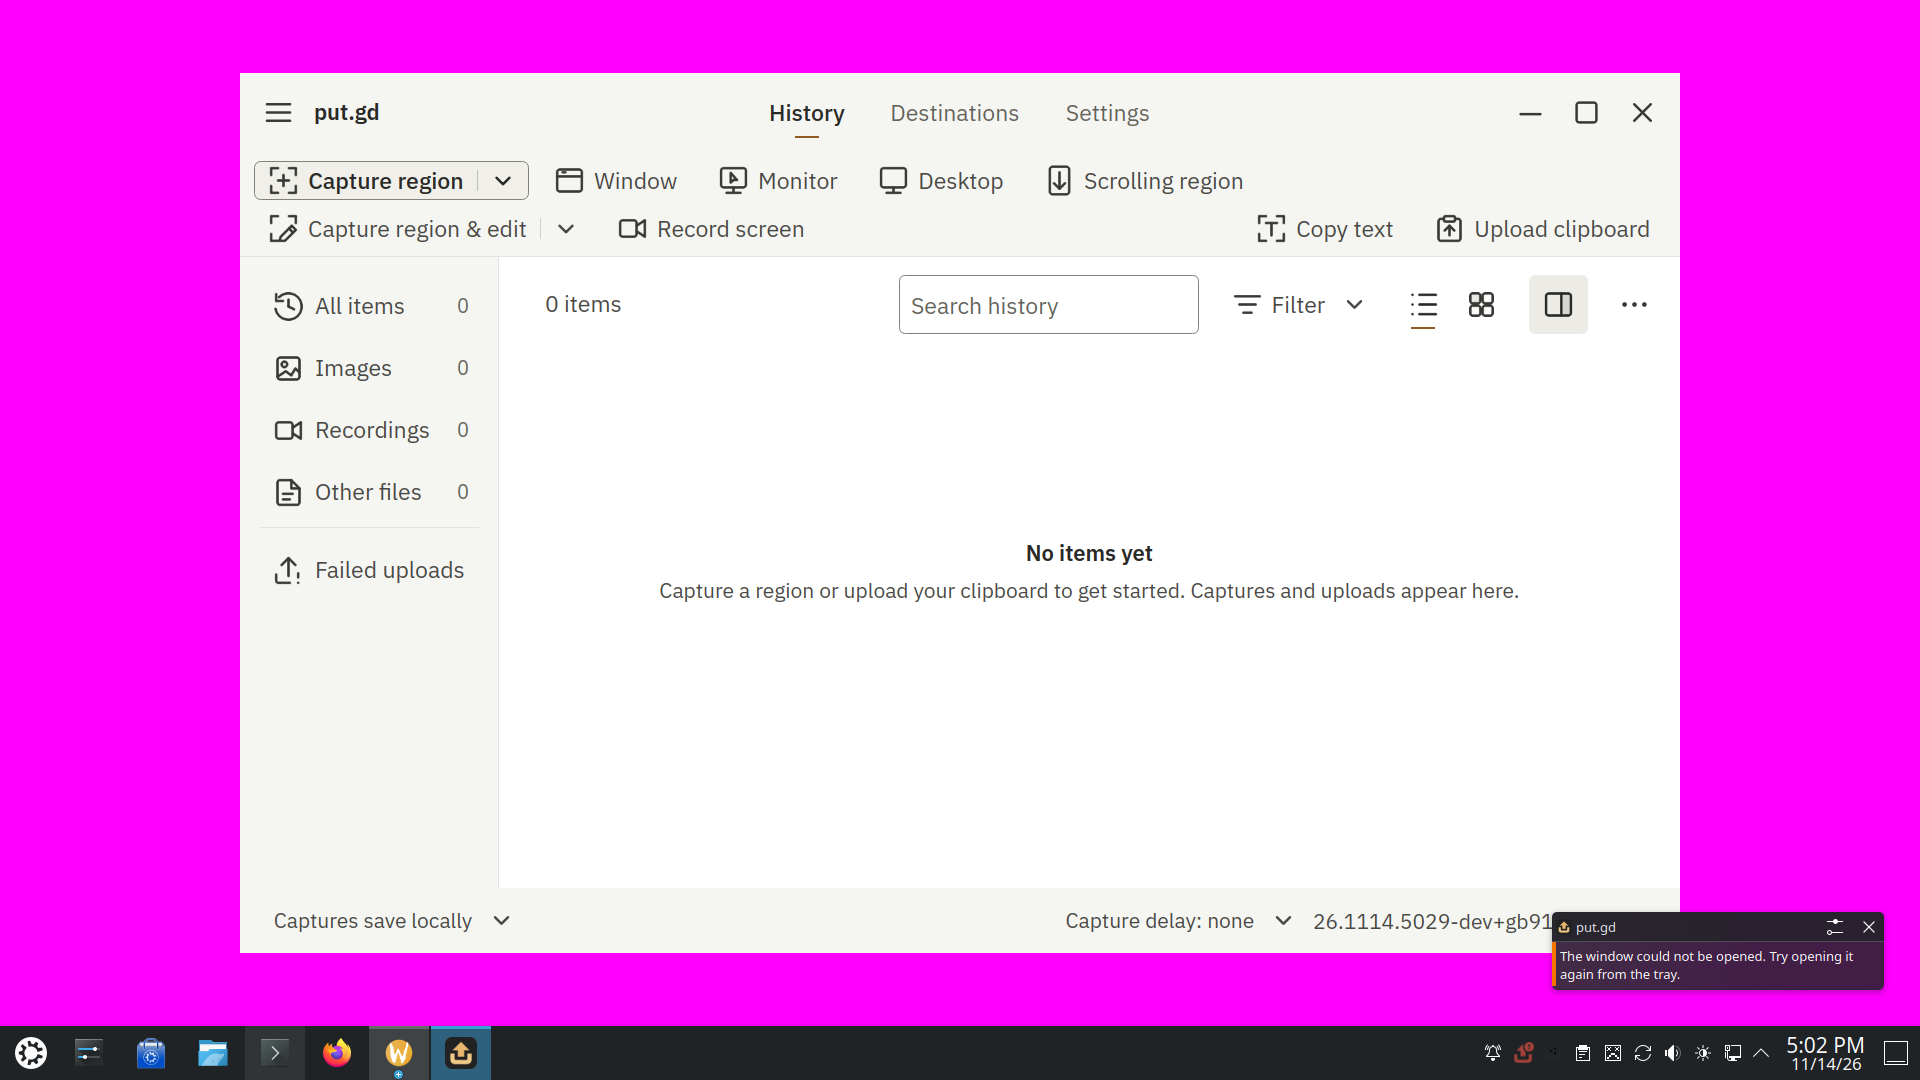 put.gd
History
Destinations
Settings
Capture region
Window
Monitor
Desktop
Scrolling region
Capture region & edit
Record screen
Copy text
Upload clipboard
All items 0
Images 0
Recordings 0
Other files 0
Failed uploads
0 items
Search history
Filter
No items yet
Capture a region or upload your clipboard to get started. Captures and uploads appear here.
Captures save locally
Capture delay: none
26.1114.5029-dev+gb91
put.gd
The window could not be opened. Try opening it
again from the tray.
5:02 PM
11/14/26